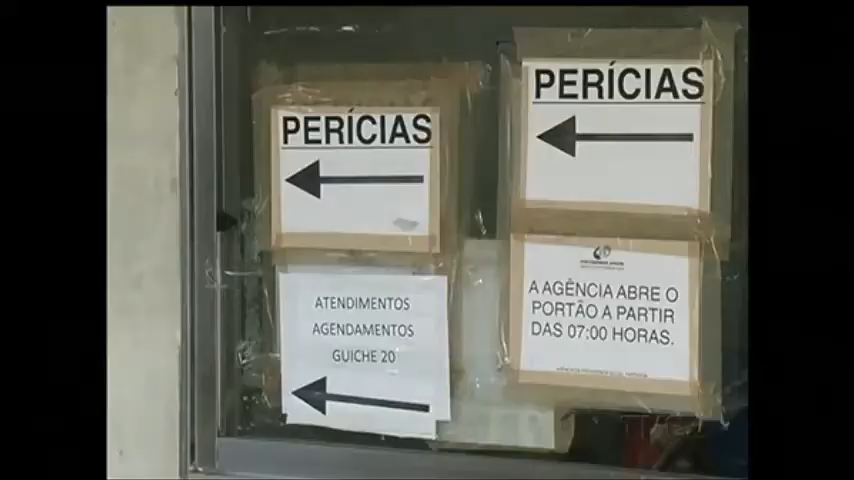 PERÍCIAS
ATENDIMENTOS
AGENDAMENTOS
GUICHE 20
PERÍCIAS
A AGÊNCIA ABRE O
PORTÃO A PARTIR
DAS 07:00 HORAS.